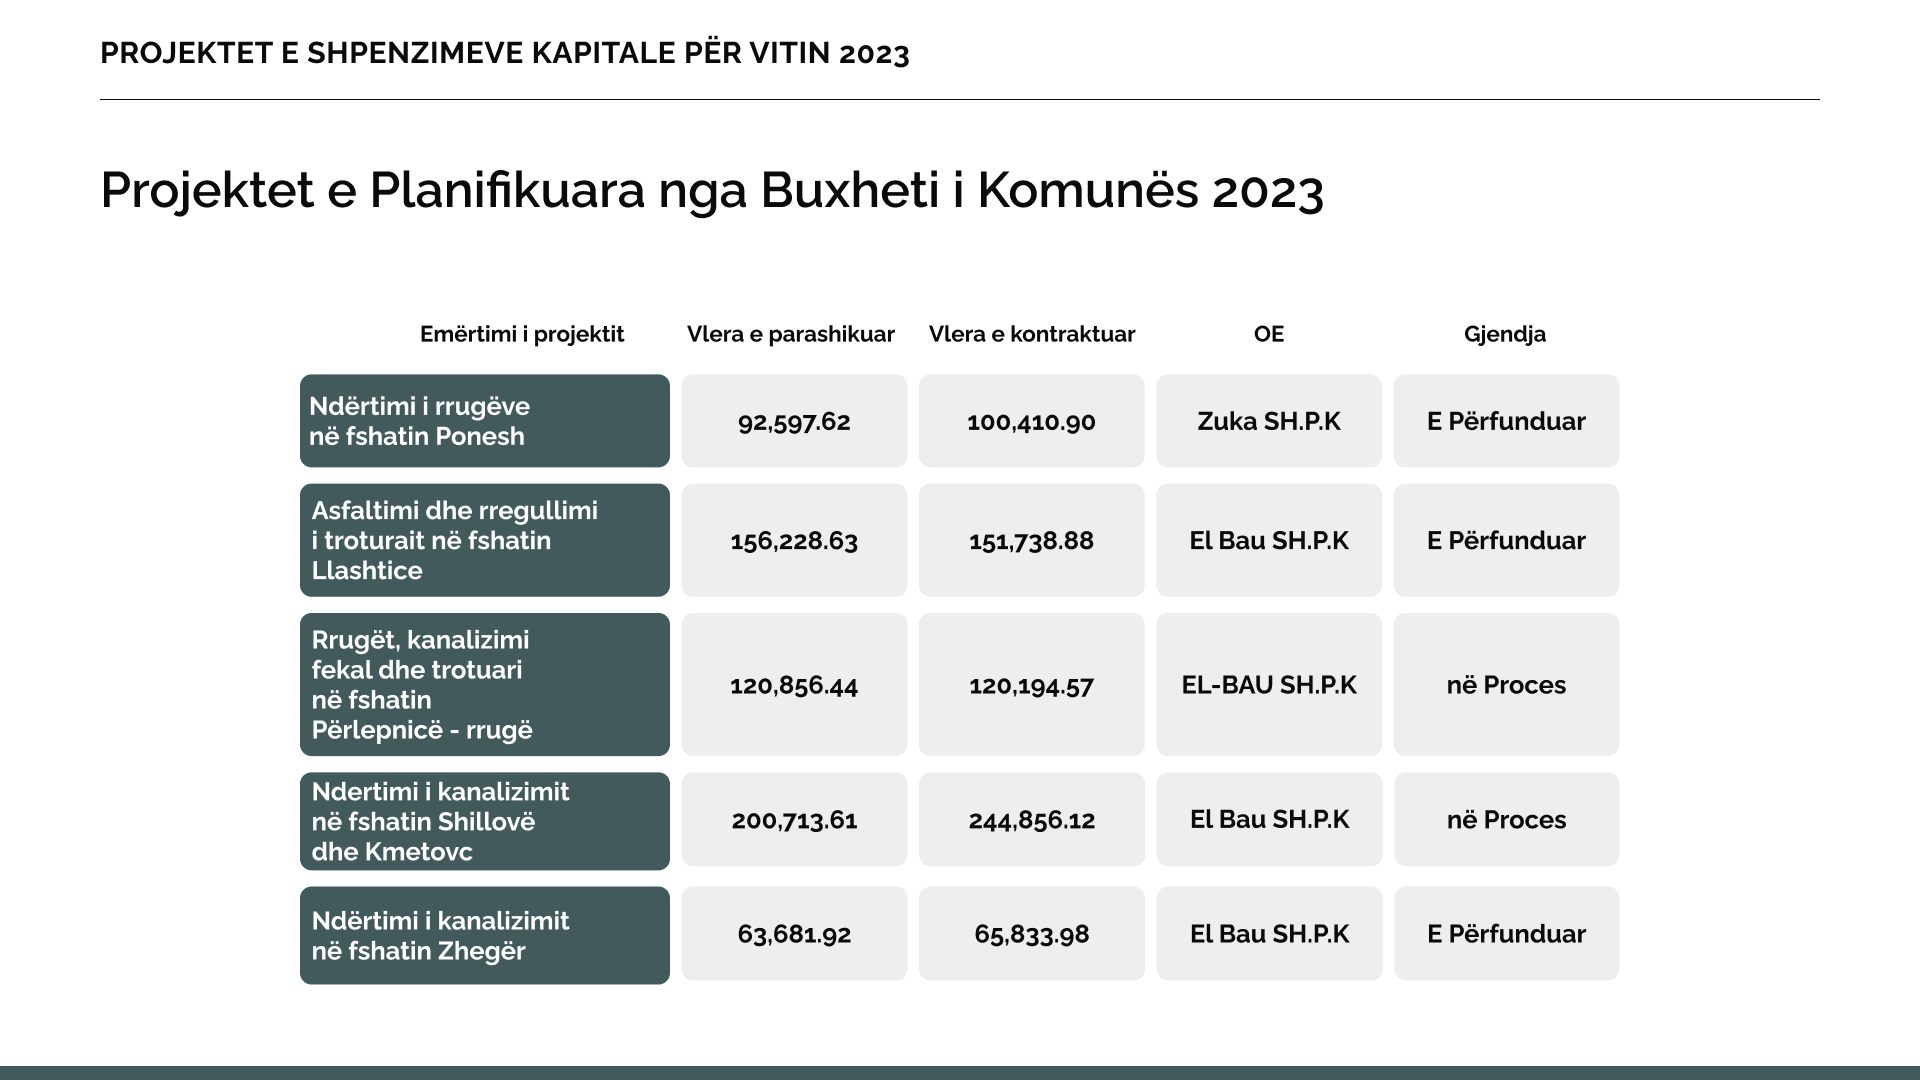 PROJEKTET E SHPENZIMEVE KAPITALE PËR VITIN 2023
Projektet e Planifikuara nga Buxheti i Komunës 2023
Emërtimi i projektit Vlera e parashikuar Vlera e kontraktuar OE Gjendja
Ndërtimi i rrugëve
në fshatin Ponesh
92,597.62 100,410.90 Zuka SH.P.K E Përfunduar
Asfaltimi dhe rregullimi
i troturait në fshatin
Llashtice
156,228.63 151,738.88 El Bau SH.P.K E Përfunduar
Rrugët, kanalizimi
fekal dhe trotuari
në fshatin
Përlepnicë - rrugë
120,856.44 120,194.57 EL-BAU SH.P.K në Proces
Ndertimi i kanalizimit
në fshatin Shillovë
dhe Kmetovc
200,713.61 244,856.12 El Bau SH.P.K në Proces
Ndërtimi i kanalizimit
në fshatin Zhegër
63,681.92 65,833.98 El Bau SH.P.K E Përfunduar